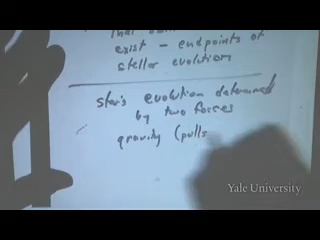 exist - endpoints of
stellar evolution
star's evolution determined
by two forces
gravity (pulls
Yale University